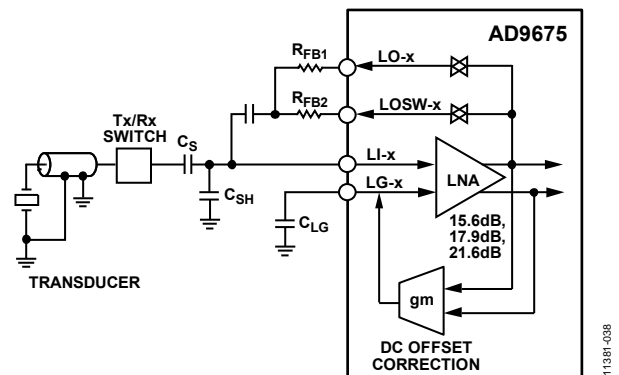 AD9675
RFB1
LO-x
RFB2
LOSW-x
Tx/Rx
SWITCH
CS
LI-x
LG-x
LNA
CSH
CLG
15.6dB,
17.9dB,
21.6dB
TRANSDUCER
gm
DC OFFSET
CORRECTION
11381-038